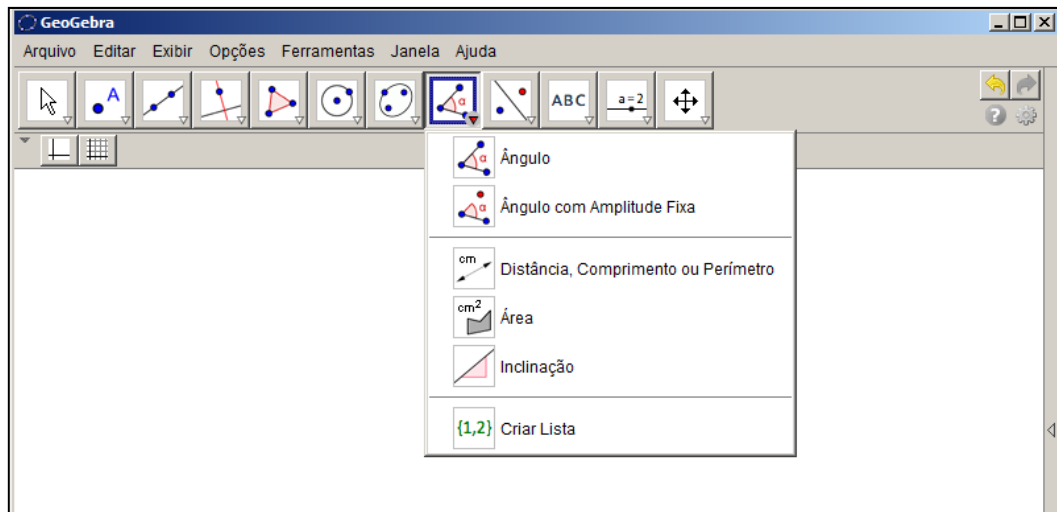 GeoGebra
Arquivo Editar Exibir Opções Ferramentas Janela Ajuda
A α ABC a=2
α Ângulo
α Ângulo com Amplitude Fixa
cm Distância, Comprimento ou Perímetro
cm² Área
Inclinação
{1,2} Criar Lista